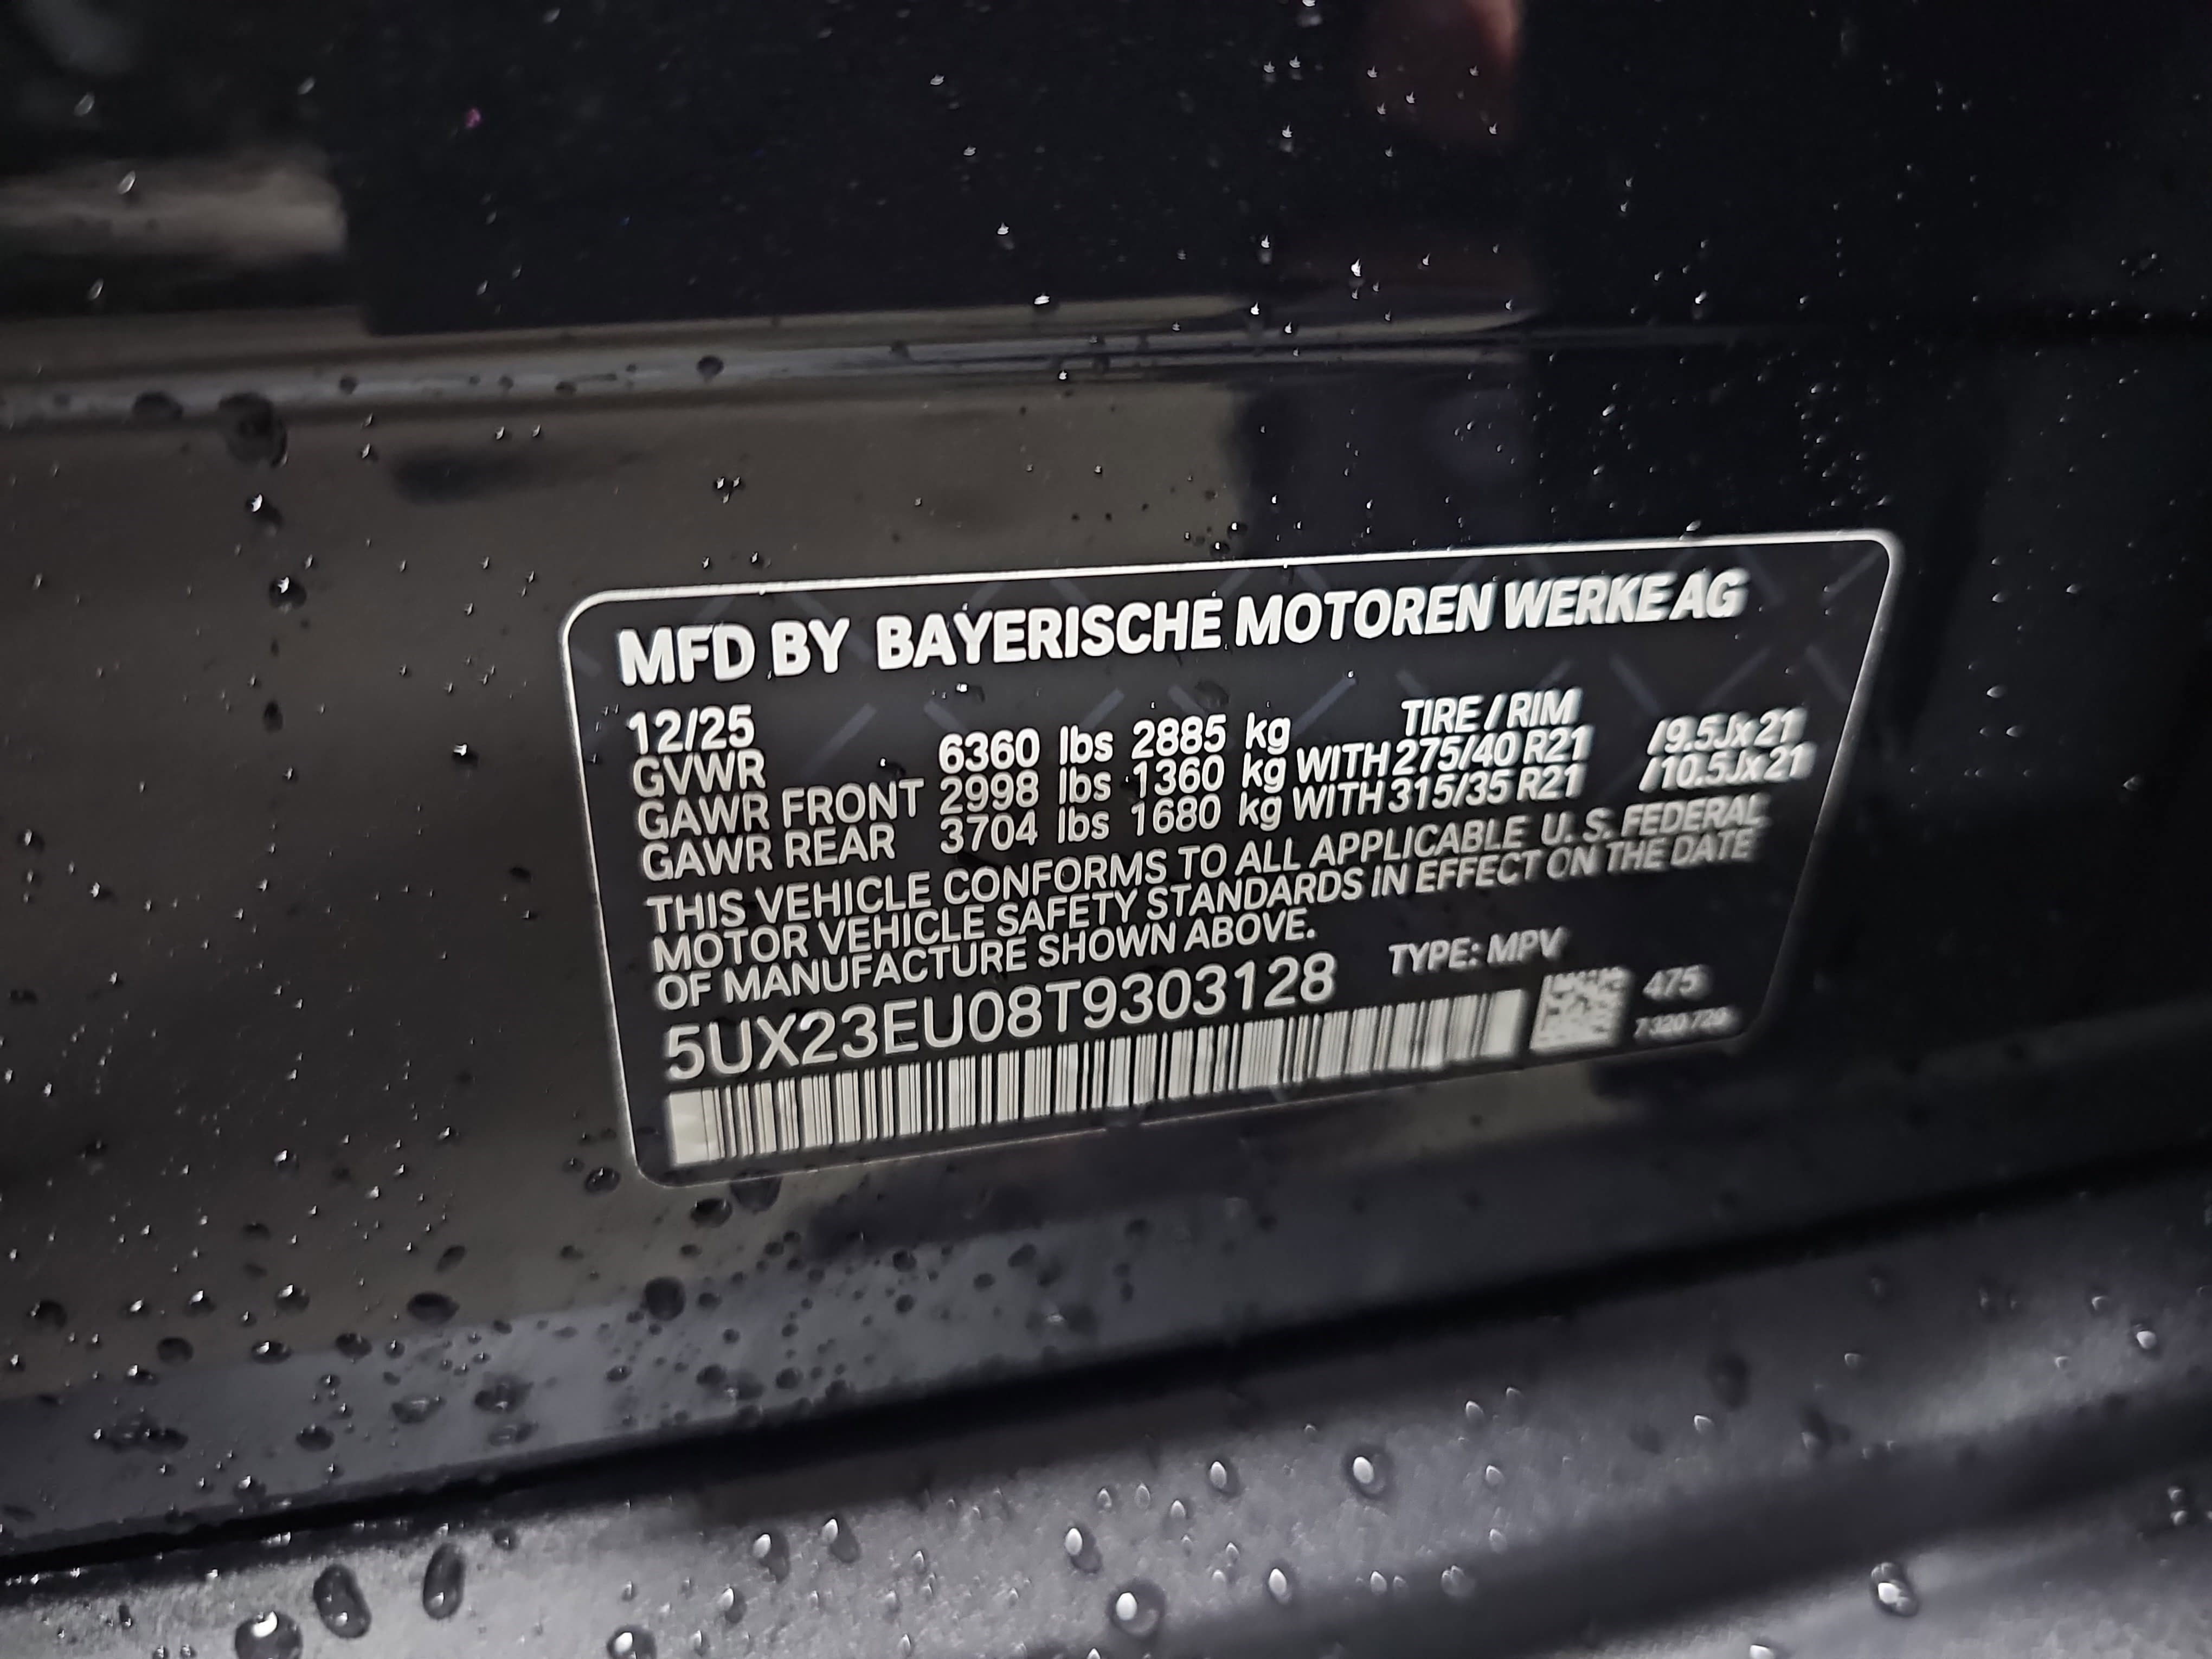 MFD BY BAYERISCHE MOTOREN WERKE AG
12/25 TIRE / RIM
GVWR 6360 lbs 2885 kg
GAWR FRONT 2998 lbs 1360 kg WITH 275/40 R21 /9.5Jx21
GAWR REAR 3704 lbs 1680 kg WITH 315/35 R21 /10.5Jx21
THIS VEHICLE CONFORMS TO ALL APPLICABLE U. S. FEDERAL
MOTOR VEHICLE SAFETY STANDARDS IN EFFECT ON THE DATE
OF MANUFACTURE SHOWN ABOVE.
TYPE: MPV
5UX23EU08T9303128
475